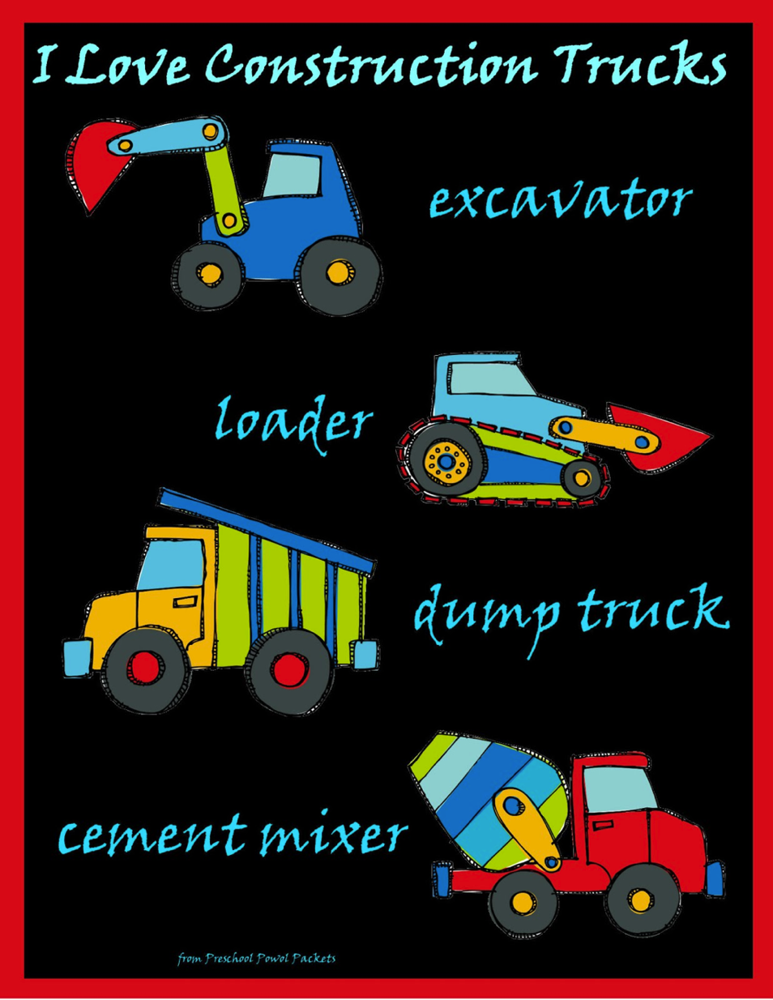 I Love Construction Trucks
excavator
loader
dump truck
cement mixer
from Preschool Powol Packets